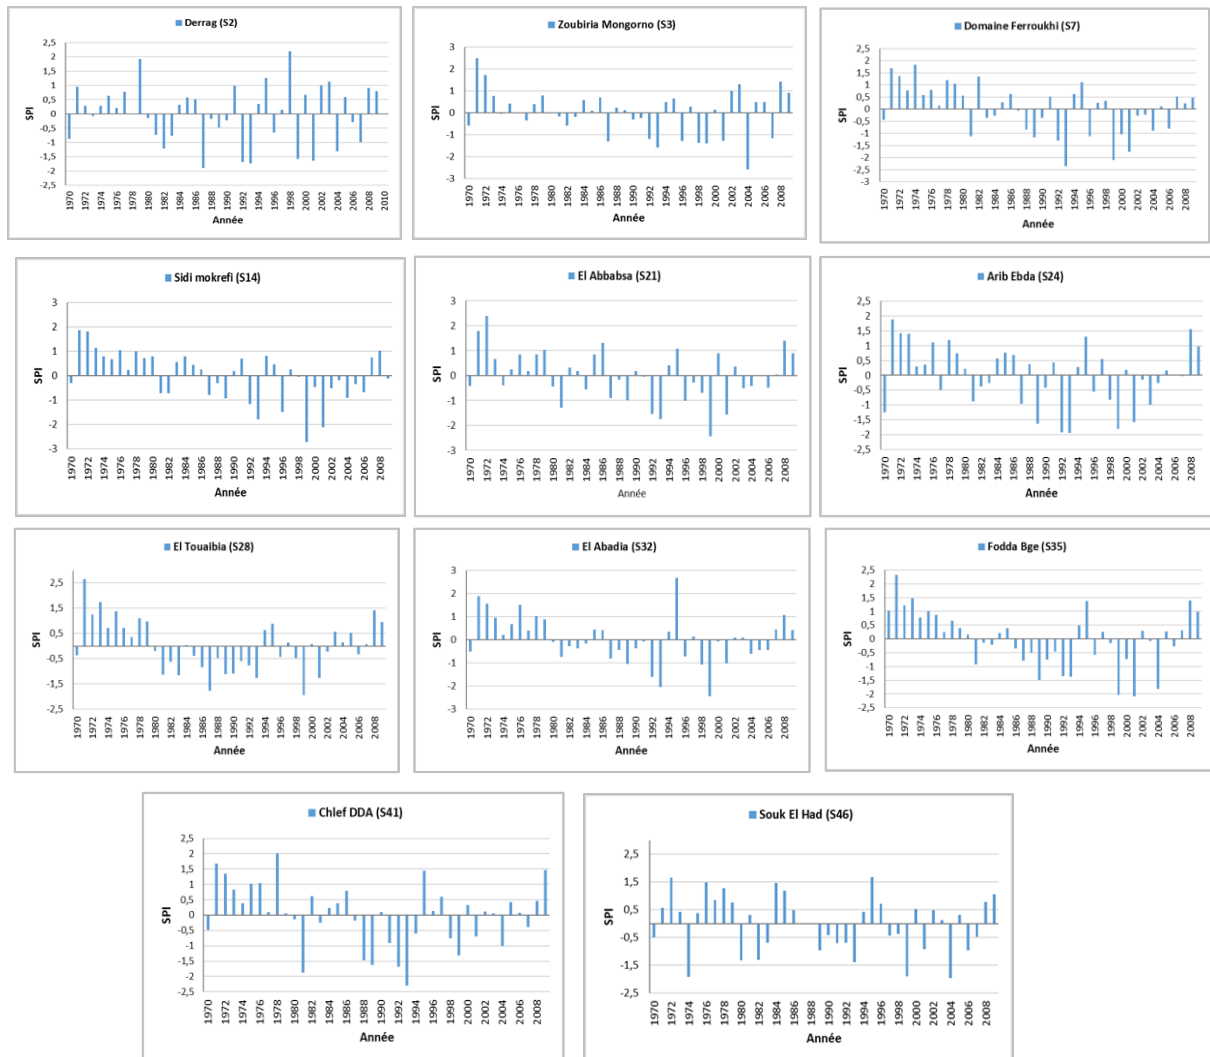 Derrag (S2)
2,5
2
1,5
1
0,5
0
-0,5
-1
-1,5
-2
-2,5
SPI
1970 1972 1974 1976 1978 1980 1982 1984 1986 1988 1990 1992 1994 1996 1998 2000 2002 2004 2006 2008 2010
Année
Zoubiria Mongorno (S3)
3
2
1
0
-1
-2
-3
SPI
1970 1972 1974 1976 1978 1980 1982 1984 1986 1988 1990 1992 1994 1996 1998 2000 2002 2004 2006 2008
Année
Domaine Ferroukhi (S7)
2,5
2
1,5
1
0,5
0
-0,5
-1
-1,5
-2
-2,5
-3
SPI
1970 1972 1974 1976 1978 1980 1982 1984 1986 1988 1990 1992 1994 1996 1998 2000 2002 2004 2006 2008
Année
Sidi mokrefi (S14)
3
2
1
0
-1
-2
-3
SPI
1970 1972 1974 1976 1978 1980 1982 1984 1986 1988 1990 1992 1994 1996 1998 2000 2002 2004 2006 2008
Année
El Abbabsa (S21)
3
2
1
0
-1
-2
-3
SPI
1970 1972 1974 1976 1978 1980 1982 1984 1986 1988 1990 1992 1994 1996 1998 2000 2002 2004 2006 2008
Année
Arib Ebda (S24)
2,5
2
1,5
1
0,5
0
-0,5
-1
-1,5
-2
-2,5
SPI
1970 1972 1974 1976 1978 1980 1982 1984 1986 1988 1990 1992 1994 1996 1998 2000 2002 2004 2006 2008
Année
El Touaibia (S28)
2,5
1,5
0,5
-0,5
-1,5
-2,5
SPI
1970 1972 1974 1976 1978 1980 1982 1984 1986 1988 1990 1992 1994 1996 1998 2000 2002 2004 2006 2008
Année
El Abadia (S32)
3
2
1
0
-1
-2
-3
SPI
1970 1972 1974 1976 1978 1980 1982 1984 1986 1988 1990 1992 1994 1996 1998 2000 2002 2004 2006 2008
Année
Fodda Bge (S35)
2,5
2
1,5
1
0,5
0
-0,5
-1
-1,5
-2
-2,5
SPI
1970 1972 1974 1976 1978 1980 1982 1984 1986 1988 1990 1992 1994 1996 1998 2000 2002 2004 2006 2008
Année
Chlef DDA (S41)
2,5
2
1,5
1
0,5
0
-0,5
-1
-1,5
-2
-2,5
SPI
1970 1972 1974 1976 1978 1980 1982 1984 1986 1988 1990 1992 1994 1996 1998 2000 2002 2004 2006 2008
Année
Souk El Had (S46)
2,5
1,5
0,5
-0,5
-1,5
-2,5
SPI
1970 1972 1974 1976 1978 1980 1982 1984 1986 1988 1990 1992 1994 1996 1998 2000 2002 2004 2006 2008
Année